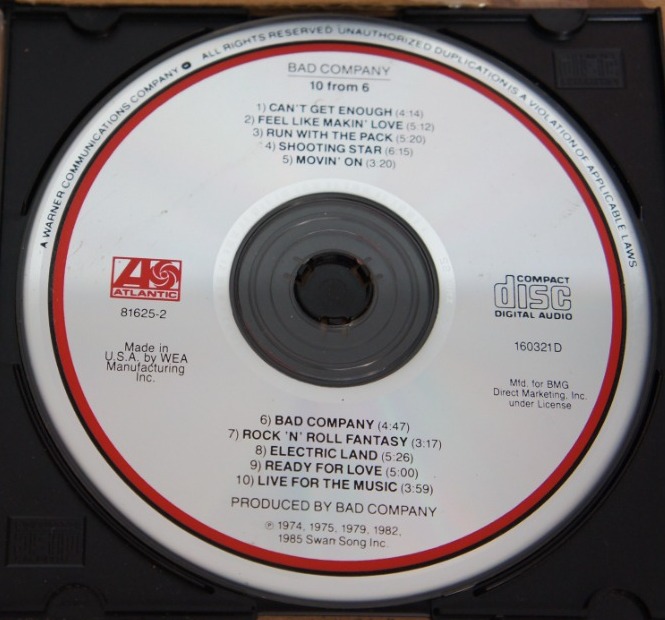 A WARNER COMMUNICATIONS COMPANY ALL RIGHTS RESERVED UNAUTHORIZED DUPLICATION IS A VIOLATION OF APPLICABLE LAWS
BAD COMPANY
10 from 6
1) CAN'T GET ENOUGH (4:14)
2) FEEL LIKE MAKIN' LOVE (5:12)
3) RUN WITH THE PACK (5:20)
4) SHOOTING STAR (6:15)
5) MOVIN' ON (3:20)
ATLANTIC
81625-2
Made in
U.S.A. by WEA
Manufacturing
Inc.
COMPACT
disc
DIGITAL AUDIO
160321D
Mfd. for BMG
Direct Marketing, Inc.
under License
6) BAD COMPANY (4:47)
7) ROCK 'N' ROLL FANTASY (3:17)
8) ELECTRIC LAND (5:26)
9) READY FOR LOVE (5:00)
10) LIVE FOR THE MUSIC (3:59)
PRODUCED BY BAD COMPANY
℗ 1974, 1975, 1979, 1982,
1985 Swan Song Inc.